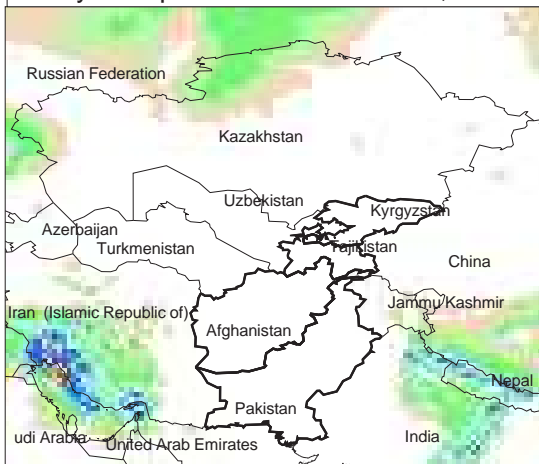 Russian Federation
Kazakhstan
Uzbekistan
Kyrgyzstan
Azerbaijan
Turkmenistan
Tajikistan
China
Jammu/Kashmir
Iran (Islamic Republic of)
Afghanistan
Nepal
Pakistan
udi Arabia
United Arab Emirates
India